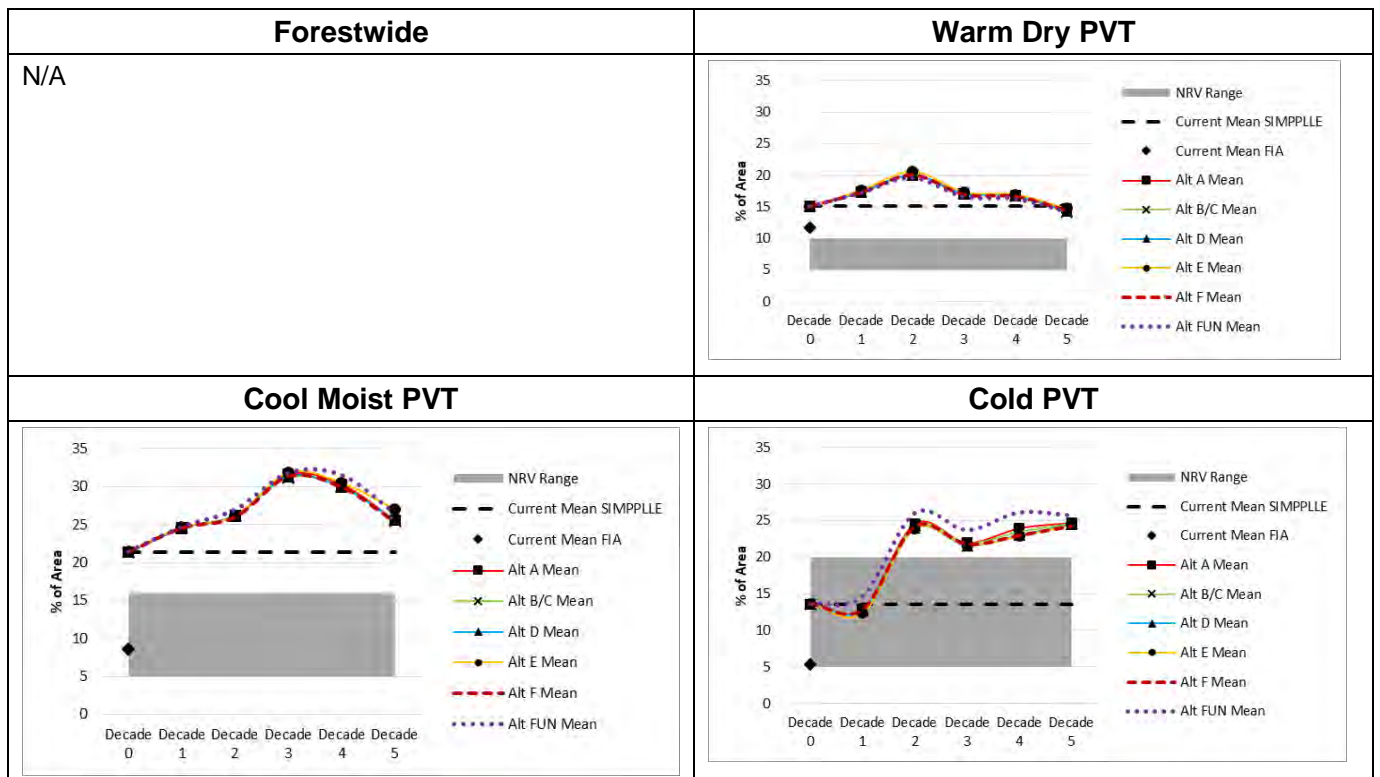 Forestwide
Warm Dry PVT
N/A
35
30
25
20
15
10
5
0
% of Area
Decade 0
Decade 1
Decade 2
Decade 3
Decade 4
Decade 5
NRV Range
Current Mean SIMPPLLE
Current Mean FIA
Alt A Mean
Alt B/C Mean
Alt D Mean
Alt E Mean
Alt F Mean
Alt FUN Mean
Cool Moist PVT
Cold PVT
35
30
25
20
15
10
5
0
% of Area
Decade 0
Decade 1
Decade 2
Decade 3
Decade 4
Decade 5
NRV Range
Current Mean SIMPPLLE
Current Mean FIA
Alt A Mean
Alt B/C Mean
Alt D Mean
Alt E Mean
Alt F Mean
Alt FUN Mean
35
30
25
20
15
10
5
0
% of Area
Decade 0
Decade 1
Decade 2
Decade 3
Decade 4
Decade 5
NRV Range
Current Mean SIMPPLLE
Current Mean FIA
Alt A Mean
Alt B/C Mean
Alt D Mean
Alt E Mean
Alt F Mean
Alt FUN Mean